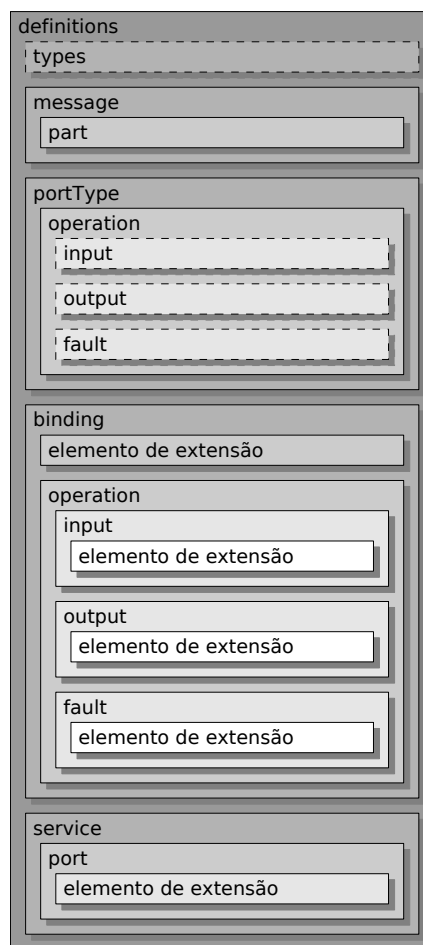 definitions
types
message
part
portType
operation
input
output
fault
binding
elemento de extensão
operation
input
elemento de extensão
output
elemento de extensão
fault
elemento de extensão
service
port
elemento de extensão